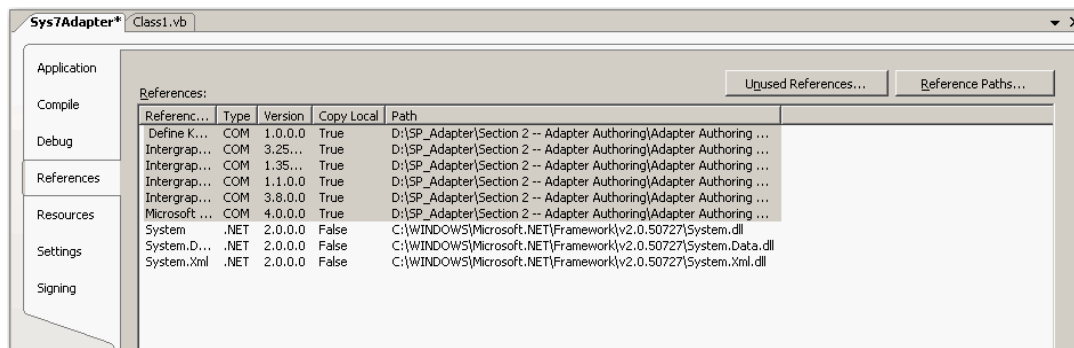 Sys7Adapter* Class1.vb
Application
Compile
Debug
References
Resources
Settings
Signing
Unused References... Reference Paths...
References:
Referenc... Type Version Copy Local Path
Define K... COM 1.0.0.0 True D:\SP_Adapter\Section 2 -- Adapter Authoring\Adapter Authoring ...
Intergrap... COM 3.25... True D:\SP_Adapter\Section 2 -- Adapter Authoring\Adapter Authoring ...
Intergrap... COM 1.35... True D:\SP_Adapter\Section 2 -- Adapter Authoring\Adapter Authoring ...
Intergrap... COM 1.1.0.0 True D:\SP_Adapter\Section 2 -- Adapter Authoring\Adapter Authoring ...
Intergrap... COM 3.8.0.0 True D:\SP_Adapter\Section 2 -- Adapter Authoring\Adapter Authoring ...
Microsoft ... COM 4.0.0.0 True D:\SP_Adapter\Section 2 -- Adapter Authoring\Adapter Authoring ...
System .NET 2.0.0.0 False C:\WINDOWS\Microsoft.NET\Framework\v2.0.50727\System.dll
System.D... .NET 2.0.0.0 False C:\WINDOWS\Microsoft.NET\Framework\v2.0.50727\System.Data.dll
System.Xml .NET 2.0.0.0 False C:\WINDOWS\Microsoft.NET\Framework\v2.0.50727\System.Xml.dll